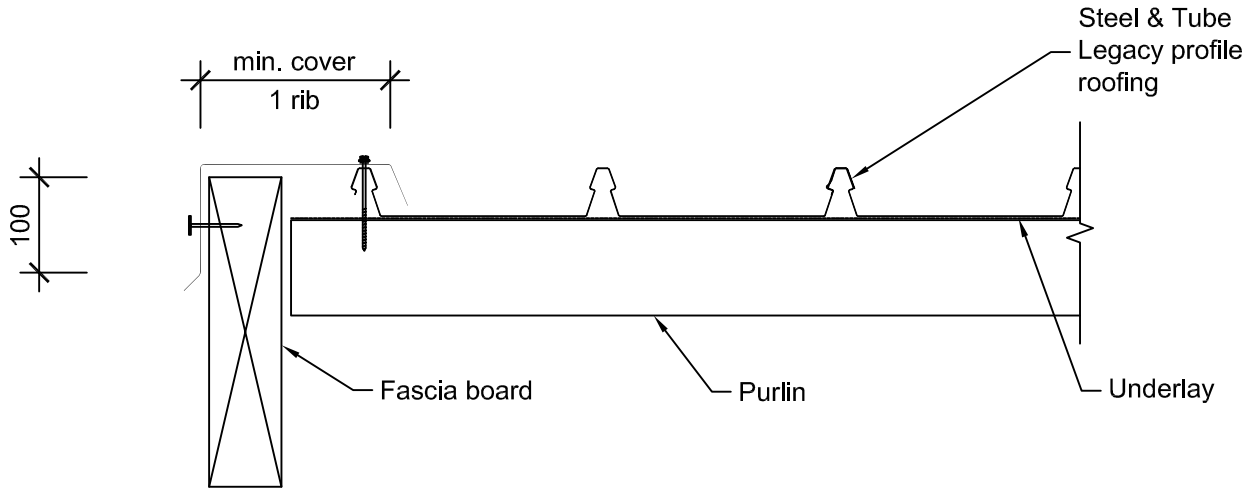 Steel & Tube
Legacy profile
roofing
min. cover
1 rib
100
Fascia board
Purlin
Underlay